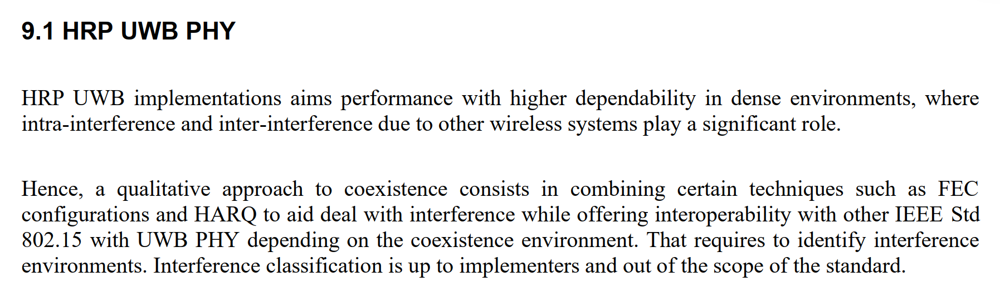 9.1 HRP UWB PHY
HRP UWB implementations aims performance with higher dependability in dense environments, where
intra-interference and inter-interference due to other wireless systems play a significant role.
Hence, a qualitative approach to coexistence consists in combining certain techniques such as FEC
configurations and HARQ to aid deal with interference while offering interoperability with other IEEE Std
802.15 with UWB PHY depending on the coexistence environment. That requires to identify interference
environments. Interference classification is up to implementers and out of the scope of the standard.